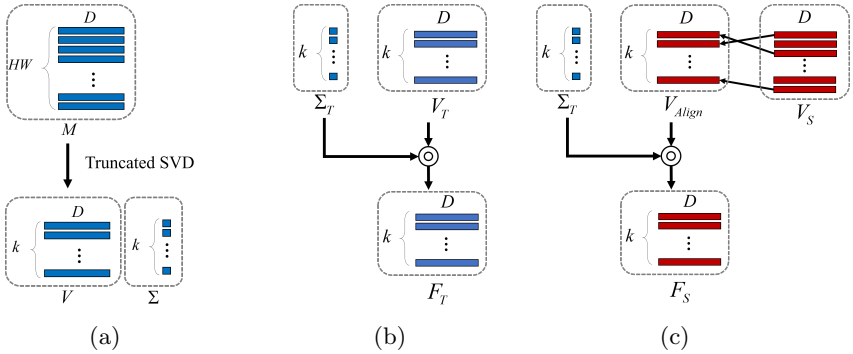 D
HW
M
Truncated SVD
D
k
k
V
Σ
(a)
D
k
k
Σ_T
V_T
D
k
F_T
(b)
D
D
k
k
Σ_T
V_Align
V_S
D
k
F_S
(c)